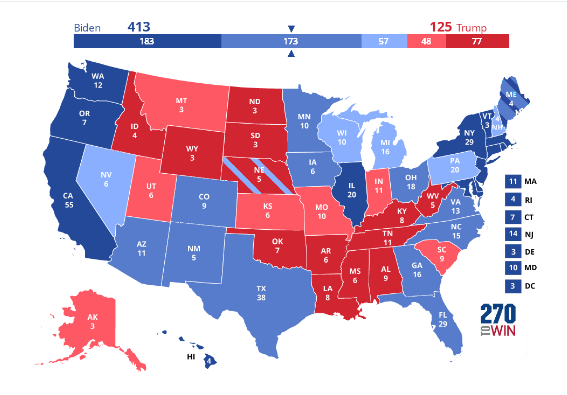 Biden 413 125 Trump
183 173 57 48 77
WA
12
OR
7
CA
55
NV
6
ID
4
MT
3
WY
3
UT
6
AZ
11
CO
9
NM
5
ND
3
SD
3
NE
5
KS
6
OK
7
TX
38
MN
10
IA
6
MO
10
AR
6
LA
8
WI
10
IL
20
MI
16
IN
11
OH
18
KY
8
TN
11
MS
6
AL
9
GA
16
FL
29
SC
9
NC
15
VA
13
WV
5
PA
20
NY
29
VT
3
NH
4
ME
4
AK
3
HI
4
11 MA
4 RI
7 CT
14 NJ
3 DE
10 MD
3 DC
270
TO WIN